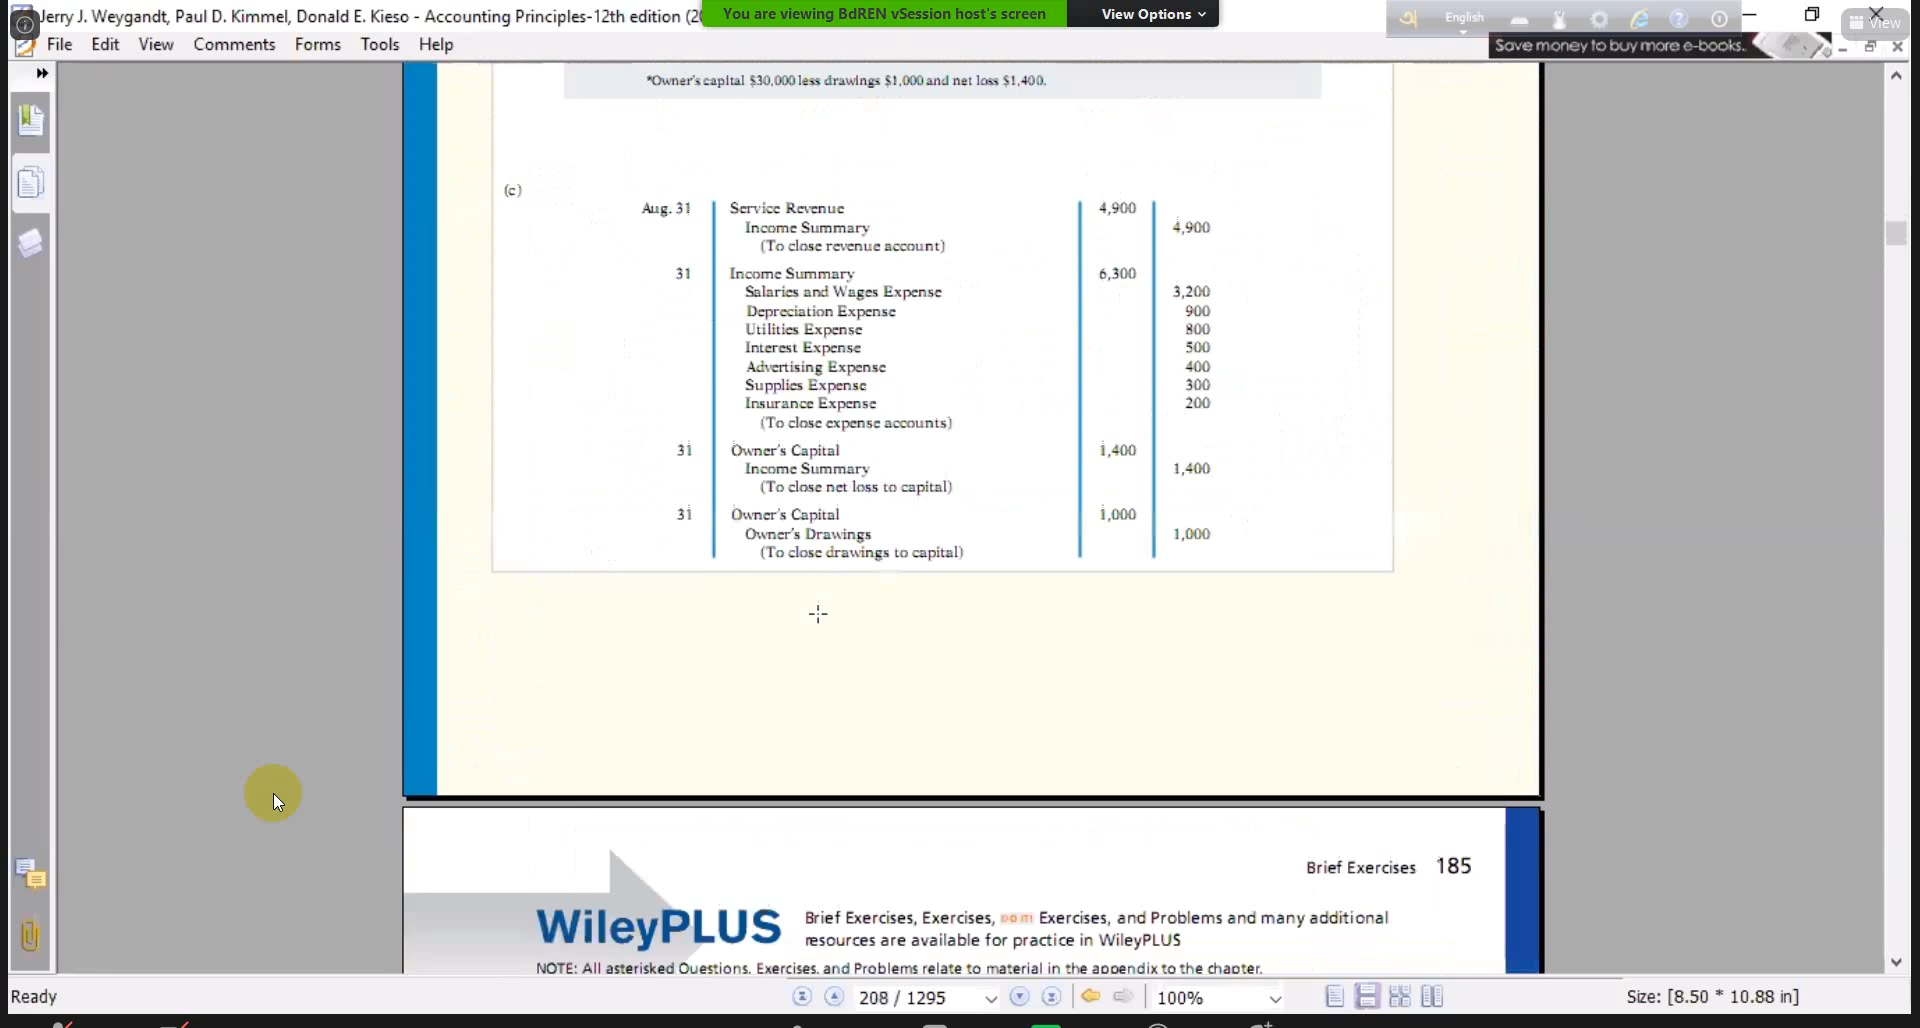 Jerry J. Weygandt, Paul D. Kimmel, Donald E. Kieso - Accounting Principles-12th edition (20
You are viewing BdREN vSession host's screen
View Options
English
View
File Edit View Comments Forms Tools Help
Save money to buy more e-books..
*Owner's capital $30,000 less drawings $1,000 and net loss $1,400.
(c)
Aug. 31 Service Revenue 4,900
Income Summary 4,900
(To close revenue account)
31 Income Summary 6,300
Salaries and Wages Expense 3,200
Depreciation Expense 900
Utilities Expense 800
Interest Expense 500
Advertising Expense 400
Supplies Expense 300
Insurance Expense 200
(To close expense accounts)
31 Owner's Capital 1,400
Income Summary 1,400
(To close net loss to capital)
31 Owner's Capital 1,000
Owner's Drawings 1,000
(To close drawings to capital)
Brief Exercises 185
WileyPLUS
Brief Exercises, Exercises, DO IT! Exercises, and Problems and many additional
resources are available for practice in WileyPLUS
NOTE: All asterisked Questions, Exercises, and Problems relate to material in the appendix to the chapter.
Ready
208 / 1295
100%
Size: [8.50 * 10.88 in]